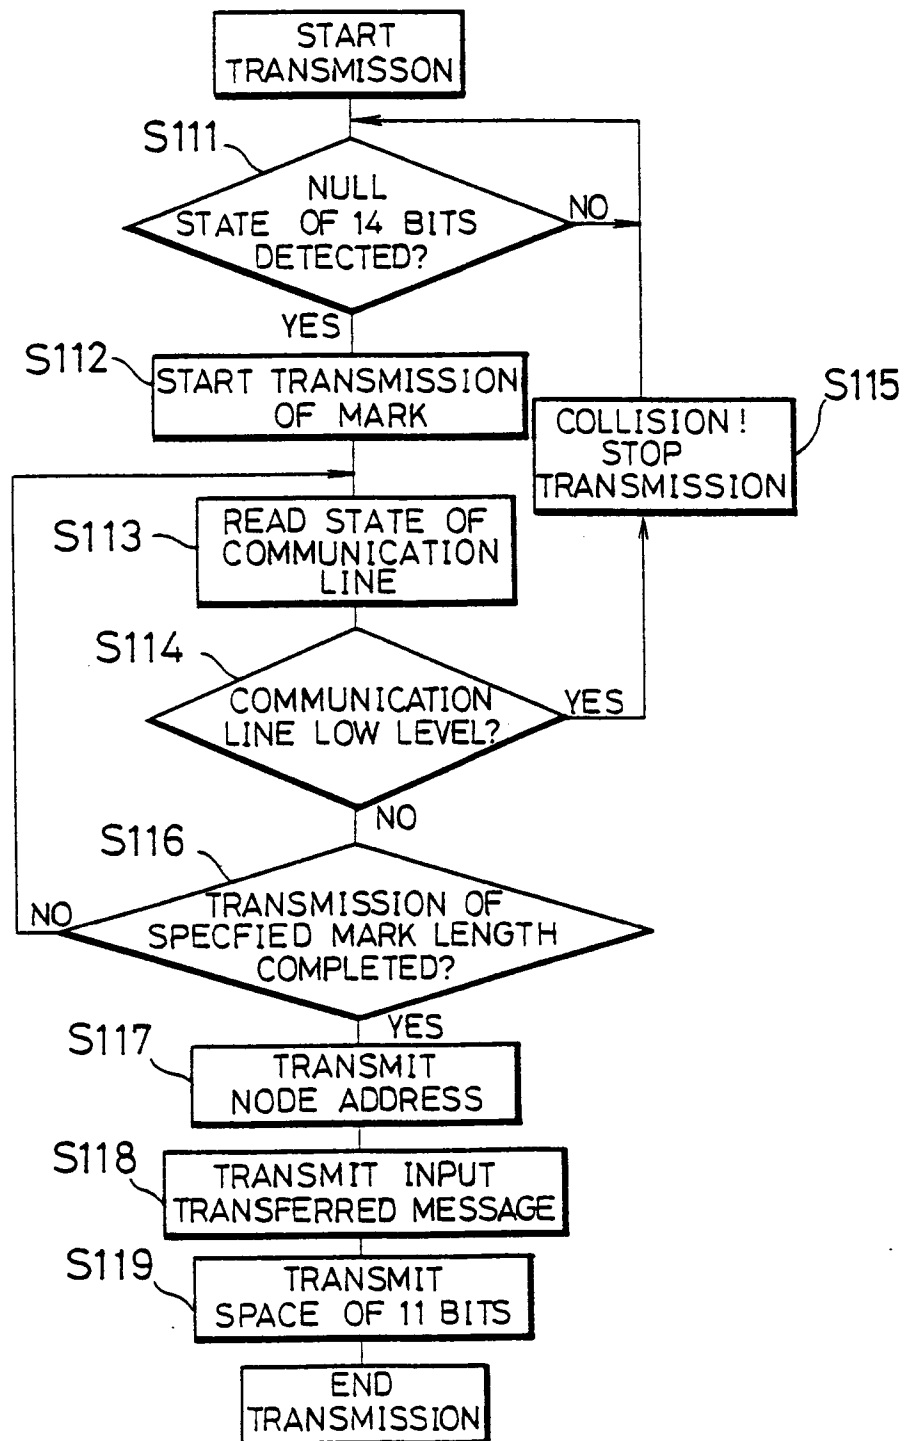 START
TRANSMISSON
S111
NULL
STATE OF 14 BITS
DETECTED?
NO
YES
S112
START TRANSMISSION
OF MARK
S115
COLLISION!
STOP
TRANSMISSION
S113
READ STATE OF
COMMUNICATION
LINE
S114
COMMUNICATION
LINE LOW LEVEL?
YES
NO
S116
TRANSMISSION OF
SPECFIED MARK LENGTH
COMPLETED?
NO
YES
S117
TRANSMIT
NODE ADDRESS
S118
TRANSMIT INPUT
TRANSFERRED MESSAGE
S119
TRANSMIT
SPACE OF 11 BITS
END
TRANSMISSION